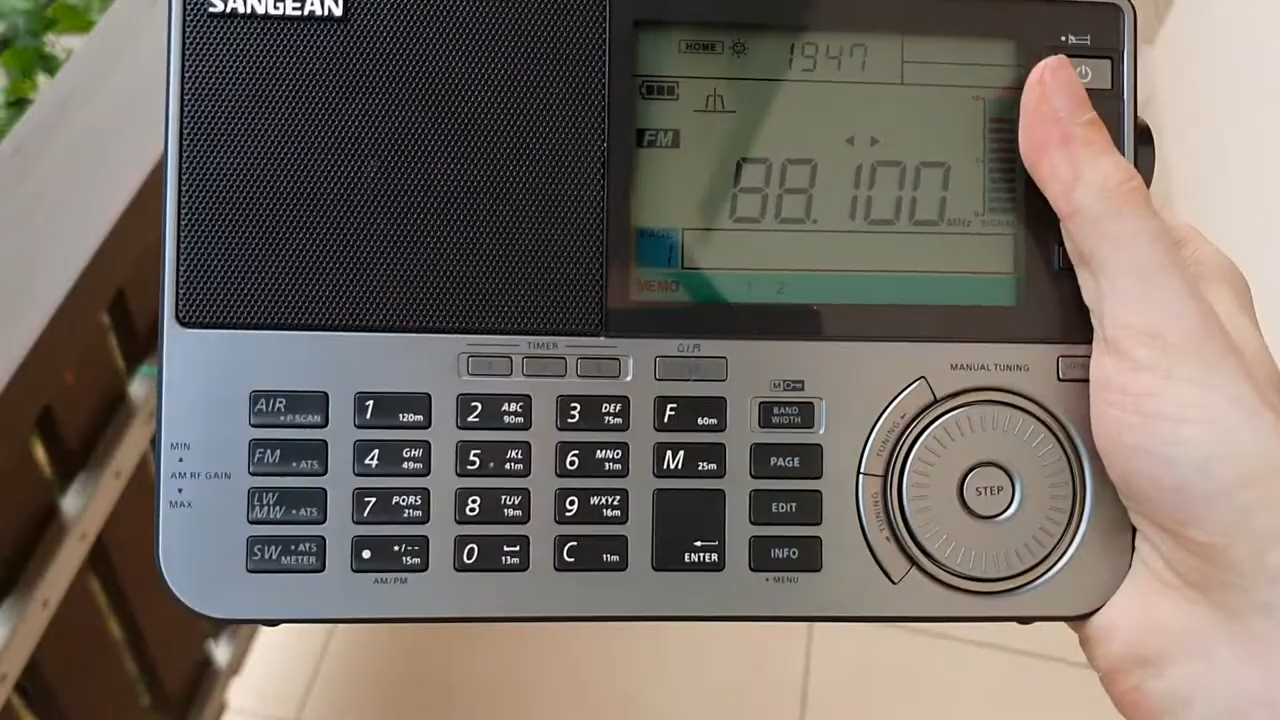 SANGEAN
HOME 1947
FM
88.100 MHz SIGNAL
PAGE
1
MEMO 1 2
TIMER
MANUAL TUNING
AIR • P SCAN
1 120m
2 ABC 90m
3 DEF 75m
F 60m
M
BAND WIDTH
TUNING
MIN
AM RF GAIN
MAX
FM • ATS
4 GHI 49m
5 JKL 41m
6 MNO 31m
M 25m
PAGE
STEP
LW MW • ATS
7 PQRS 21m
8 TUV 19m
9 WXYZ 16m
ENTER
EDIT
TUNING
SW • ATS METER
• */-- 15m
0 13m
C 11m
INFO
AM/PM
• MENU